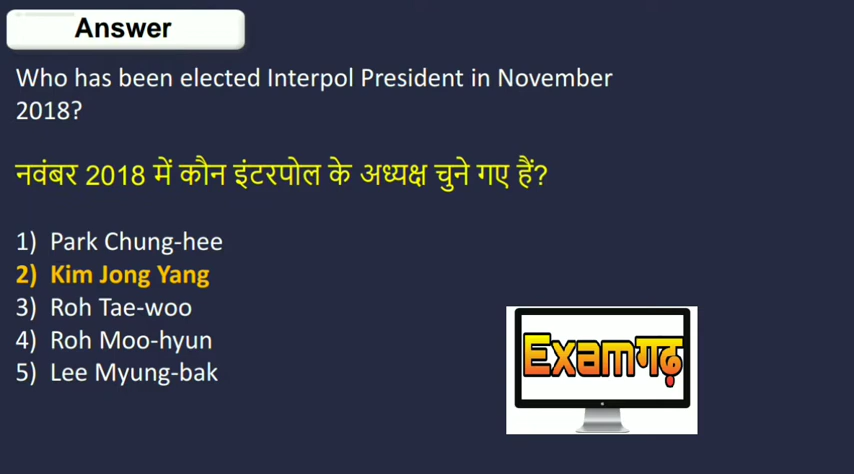 Answer
Who has been elected Interpol President in November
2018?
नवंबर 2018 में कौन इंटरपोल के अध्यक्ष चुने गए हैं?
1) Park Chung-hee
2) Kim Jong Yang
3) Roh Tae-woo
4) Roh Moo-hyun
5) Lee Myung-bak
Examगढ़